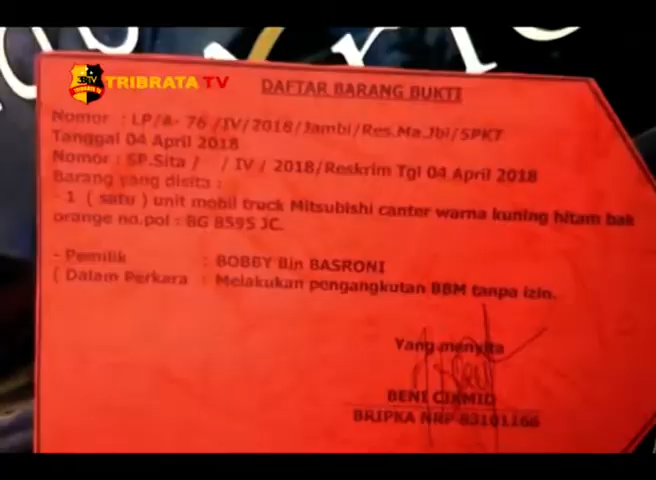 TRIBRATA TV
DAFTAR BARANG BUKTI
Nomor : LP/A- 76 /IV/2018/Jambi/Res.Ma.Jbi/SPKT
Tanggal 04 April 2018
Nomor : SP.Sita / / IV / 2018/Reskrim Tgl 04 April 2018
Barang yang disita :
- 1 ( satu ) unit mobil truck Mitsubishi canter warna kuning hitam bak
orange no.pol : BG 8595 JC.
- Pemilik : BOBBY Bin BASRONI
( Dalam Perkara : Melakukan pengangkutan BBM tanpa izin.
Yang menyita
BENI CIKMID
BRIPKA NRP 83101166